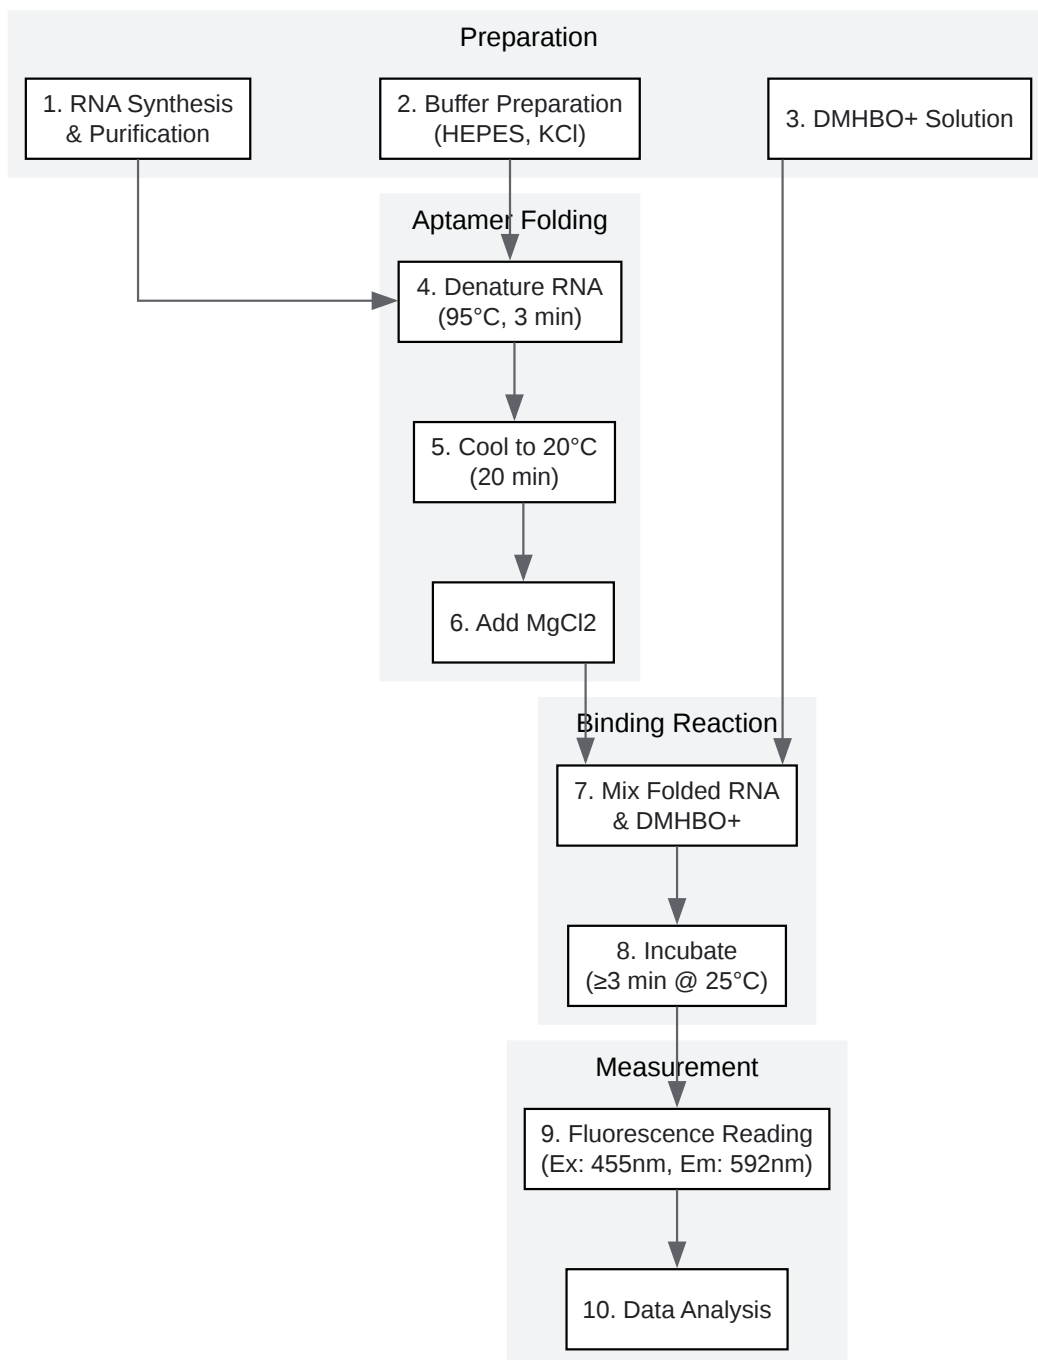 Preparation
1. RNA Synthesis
& Purification
2. Buffer Preparation
(HEPES, KCl)
3. DMHBO+ Solution
Aptamer Folding
4. Denature RNA
(95°C, 3 min)
5. Cool to 20°C
(20 min)
6. Add MgCl2
Binding Reaction
7. Mix Folded RNA
& DMHBO+
8. Incubate
(≥3 min @ 25°C)
Measurement
9. Fluorescence Reading
(Ex: 455nm, Em: 592nm)
10. Data Analysis